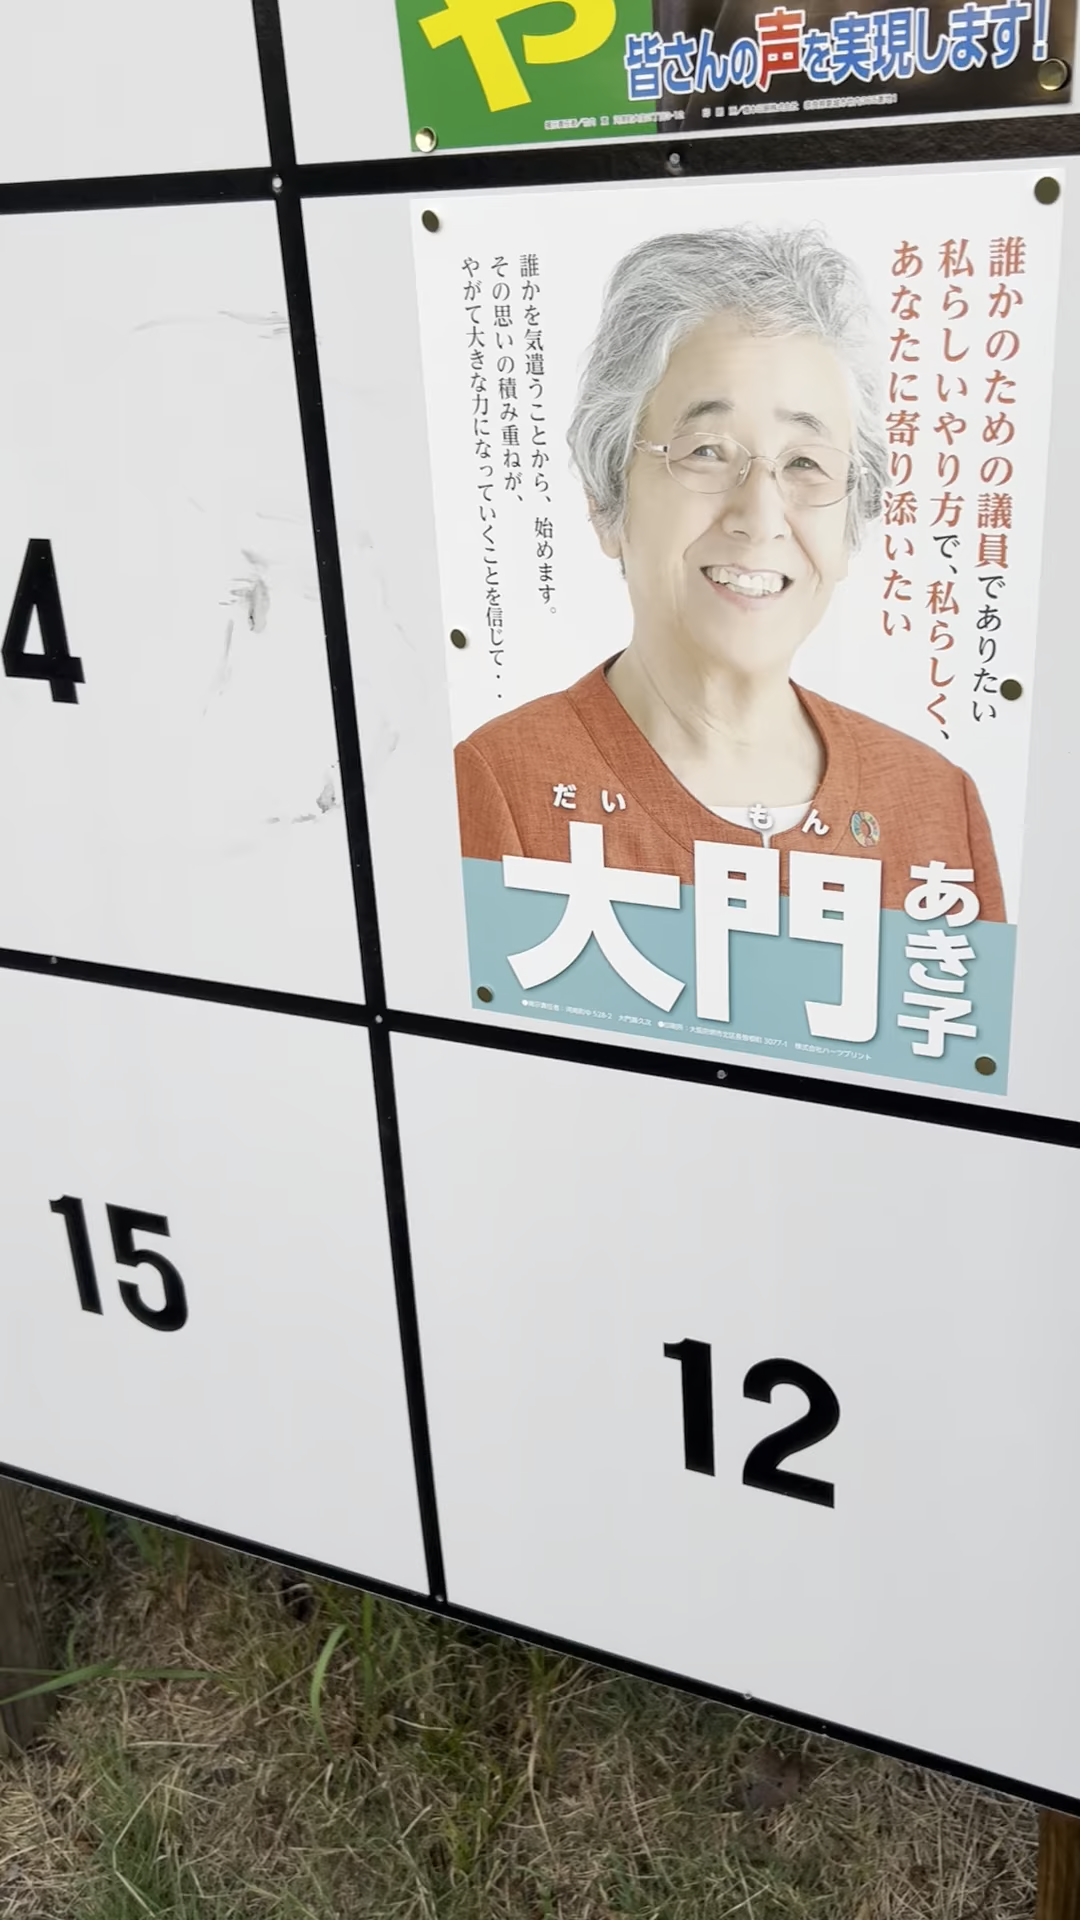 や
皆さんの声を実現します!
誰かのための議員でありたい
私らしいやり方で、私らしく、
あなたに寄り添いたい
誰かを気遣うことから、始めます。
その思いの積み重ねが、
やがて大きな力になっていくことを信じて・・
だいもん
大門
あき子
4
15
12